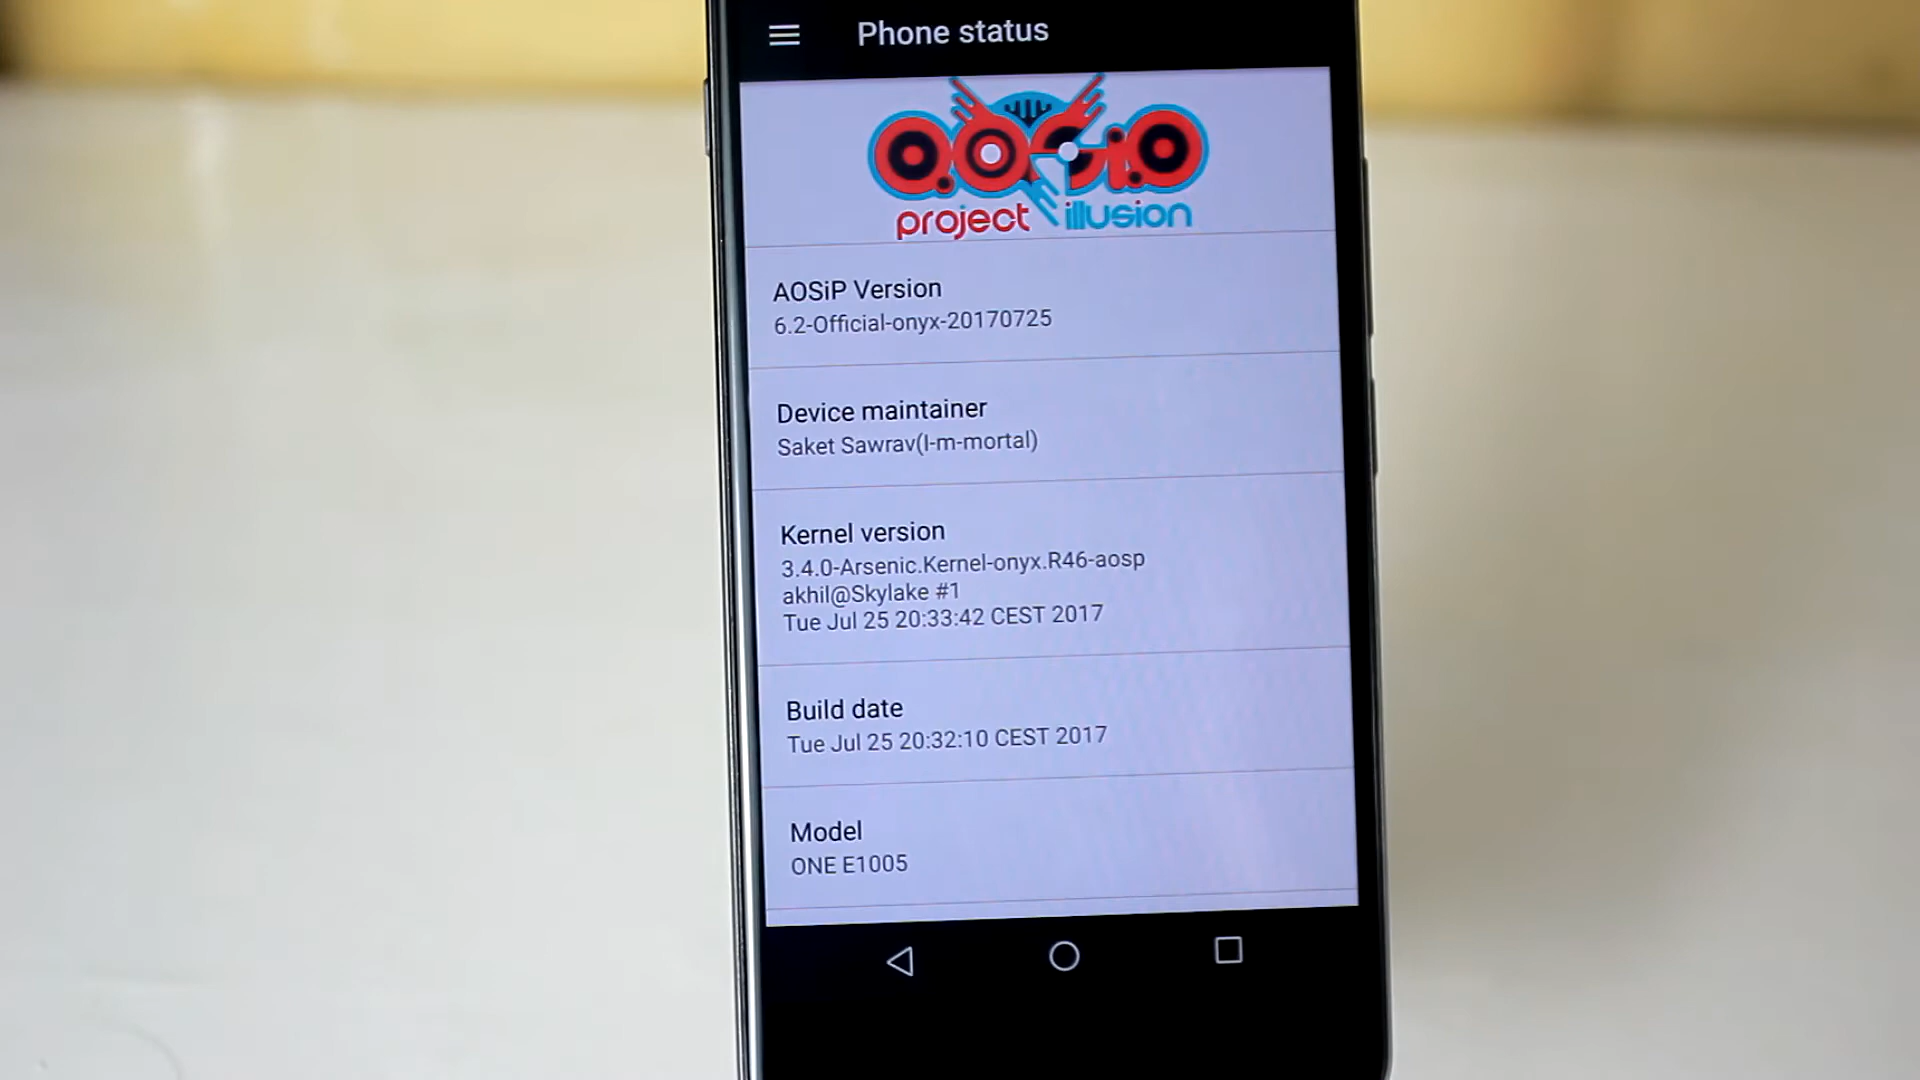 Phone status
AOSiP
project illusion
AOSiP Version
6.2-Official-onyx-20170725
Device maintainer
Saket Sawrav(I-m-mortal)
Kernel version
3.4.0-Arsenic.Kernel-onyx.R46-aosp
akhil@Skylake #1
Tue Jul 25 20:33:42 CEST 2017
Build date
Tue Jul 25 20:32:10 CEST 2017
Model
ONE E1005